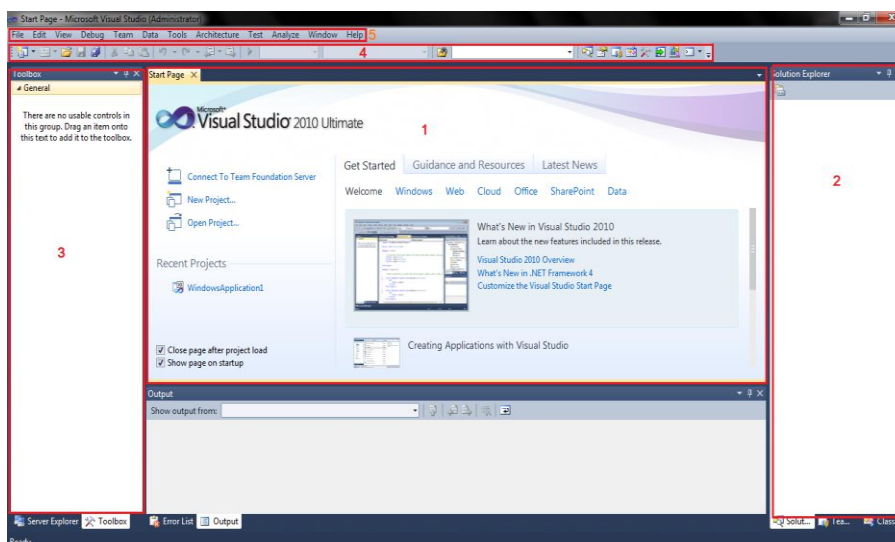 Start Page - Microsoft Visual Studio (Administrator)
File Edit View Debug Team Data Tools Architecture Test Analyze Window Help 5
4
Toolbox
General
There are no usable controls in
this group. Drag an item onto
this text to add it to the toolbox.
3
Server Explorer Toolbox
Start Page
Microsoft
Visual Studio 2010 Ultimate
1
Connect To Team Foundation Server
New Project...
Open Project...
Recent Projects
WindowsApplication1
Close page after project load
Show page on startup
Get Started Guidance and Resources Latest News
Welcome Windows Web Cloud Office SharePoint Data
What's New in Visual Studio 2010
Learn about the new features included in this release.
Visual Studio 2010 Overview
What's New in .NET Framework 4
Customize the Visual Studio Start Page
Creating Applications with Visual Studio
Output
Show output from:
Error List Output
Solution Explorer
2
Solut... Tea... Class